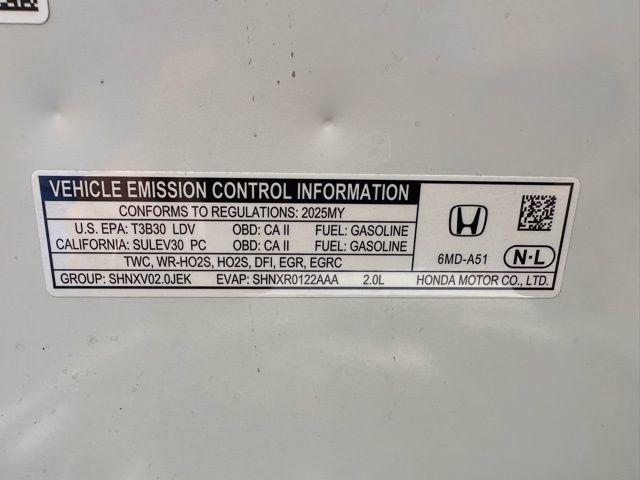 VEHICLE EMISSION CONTROL INFORMATION
CONFORMS TO REGULATIONS: 2025MY
U.S. EPA: T3B30 LDV OBD: CA II FUEL: GASOLINE
CALIFORNIA: SULEV30 PC OBD: CA II FUEL: GASOLINE
TWC, WR-HO2S, HO2S, DFI, EGR, EGRC
GROUP: SHNXV02.0JEK EVAP: SHNXR0122AAA 2.0L
6MD-A51 N-L
HONDA MOTOR CO., LTD.